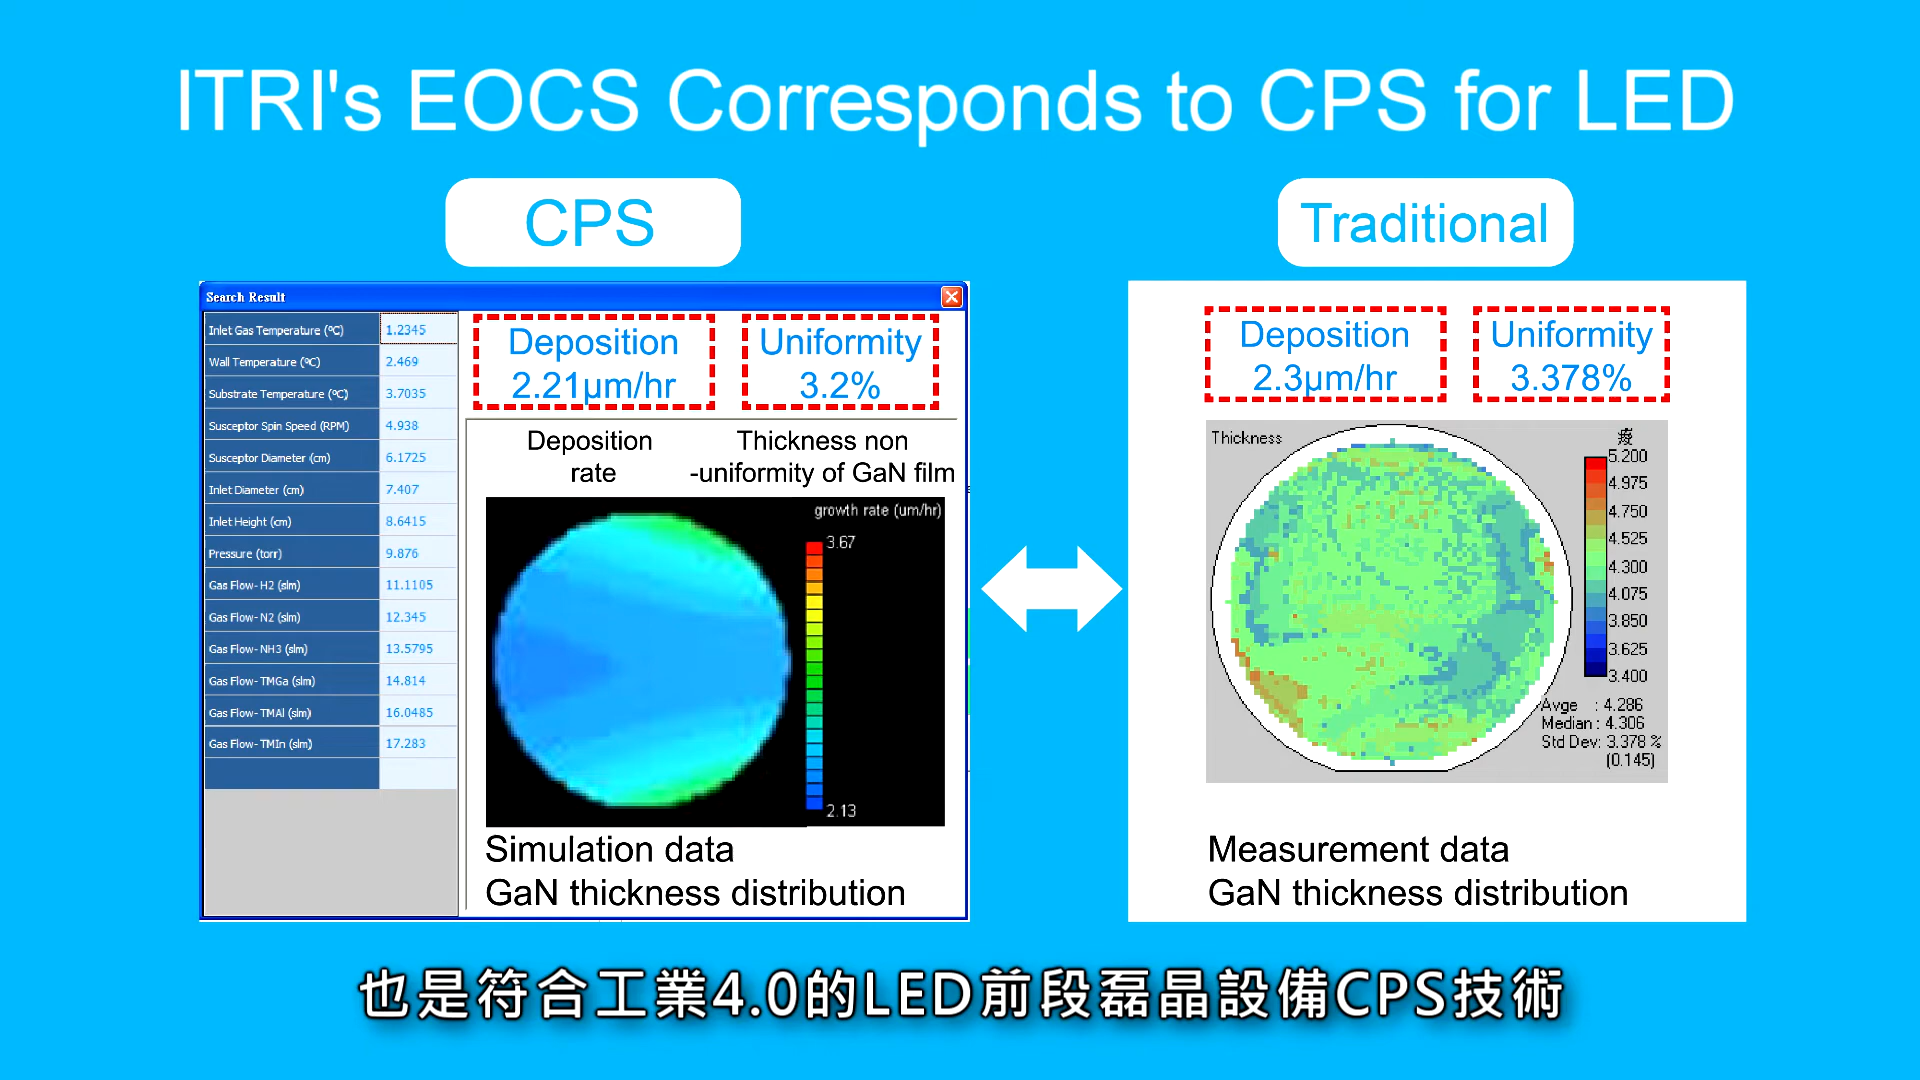 ITRI's EOCS Corresponds to CPS for LED
CPS
Traditional
Search Result
Inlet Gas Temperature (ºC) 1.2345
Wall Temperature (ºC) 2.469
Substrate Temperature (ºC) 3.7035
Susceptor Spin Speed (RPM) 4.938
Susceptor Diameter (cm) 6.1725
Inlet Diameter (cm) 7.407
Inlet Height (cm) 8.6415
Pressure (torr) 9.876
Gas Flow- H2 (slm) 11.1105
Gas Flow- N2 (slm) 12.345
Gas Flow- NH3 (slm) 13.5795
Gas Flow- TMGa (slm) 14.814
Gas Flow- TMAl (slm) 16.0485
Gas Flow- TMIn (slm) 17.283
Deposition
2.21μm/hr
Uniformity
3.2%
Deposition
rate
Thickness non
-uniformity of GaN film
growth rate (um/hr)
3.67
2.13
Simulation data
GaN thickness distribution
Deposition
2.3μm/hr
Uniformity
3.378%
Thickness
5.200
4.975
4.750
4.525
4.300
4.075
3.850
3.625
3.400
Avge : 4.286
Median : 4.306
Std Dev: 3.378 %
(0.145)
Measurement data
GaN thickness distribution
也是符合工業4.0的LED前段磊晶設備CPS技術